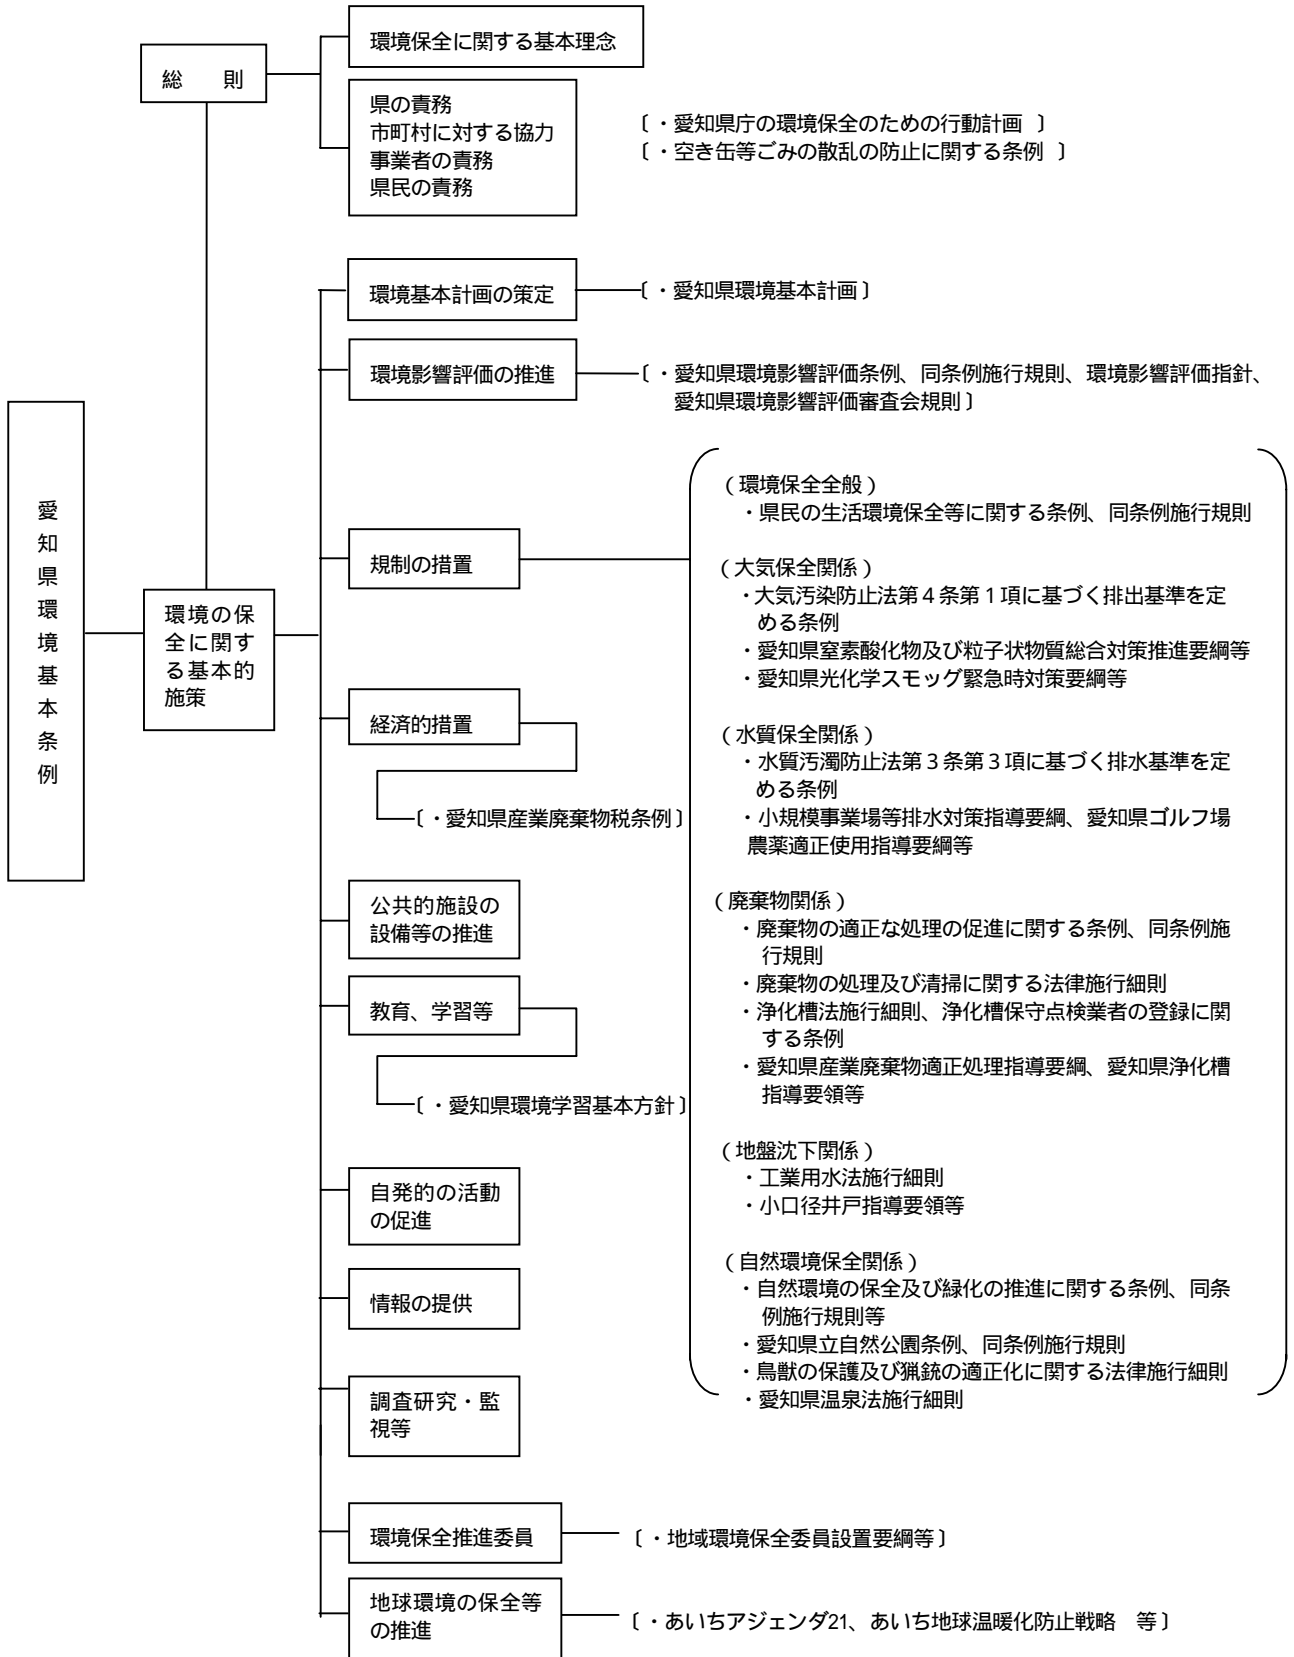 愛知県環境基本条例
総　則
環境保全に関する基本理念
県の責務
市町村に対する協力
事業者の責務
県民の責務
〔・愛知県庁の環境保全のための行動計画 〕
〔・空き缶等ごみの散乱の防止に関する条例 〕
環境の保
全に関す
る基本的
施策
環境基本計画の策定
〔・愛知県環境基本計画〕
環境影響評価の推進
〔・愛知県環境影響評価条例、同条例施行規則、環境影響評価指針、
愛知県環境影響評価審査会規則〕
規制の措置
（環境保全全般）
・県民の生活環境保全等に関する条例、同条例施行規則
（大気保全関係）
・大気汚染防止法第４条第１項に基づく排出基準を定
める条例
・愛知県窒素酸化物及び粒子状物質総合対策推進要綱等
・愛知県光化学スモッグ緊急時対策要綱等
（水質保全関係）
・水質汚濁防止法第３条第３項に基づく排水基準を定
める条例
・小規模事業場等排水対策指導要綱、愛知県ゴルフ場
農薬適正使用指導要綱等
（廃棄物関係）
・廃棄物の適正な処理の促進に関する条例、同条例施
行規則
・廃棄物の処理及び清掃に関する法律施行細則
・浄化槽法施行細則、浄化槽保守点検業者の登録に関
する条例
・愛知県産業廃棄物適正処理指導要綱、愛知県浄化槽
指導要領等
（地盤沈下関係）
・工業用水法施行細則
・小口径井戸指導要領等
（自然環境保全関係）
・自然環境の保全及び緑化の推進に関する条例、同条
例施行規則等
・愛知県立自然公園条例、同条例施行規則
・鳥獣の保護及び猟銃の適正化に関する法律施行細則
・愛知県温泉法施行細則
経済的措置
〔・愛知県産業廃棄物税条例〕
公共的施設の
設備等の推進
教育、学習等
〔・愛知県環境学習基本方針〕
自発的の活動
の促進
情報の提供
調査研究・監
視等
環境保全推進委員
〔・地域環境保全委員設置要綱等〕
地球環境の保全等
の推進
〔・あいちアジェンダ21、あいち地球温暖化防止戦略　等〕